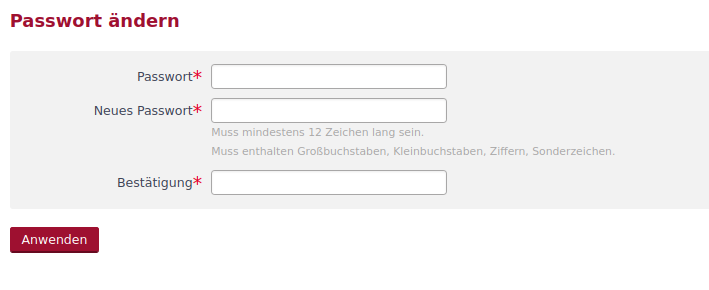 Passwort ändern
Passwort*
Neues Passwort*
Muss mindestens 12 Zeichen lang sein.
Muss enthalten Großbuchstaben, Kleinbuchstaben, Ziffern, Sonderzeichen.
Bestätigung*
Anwenden